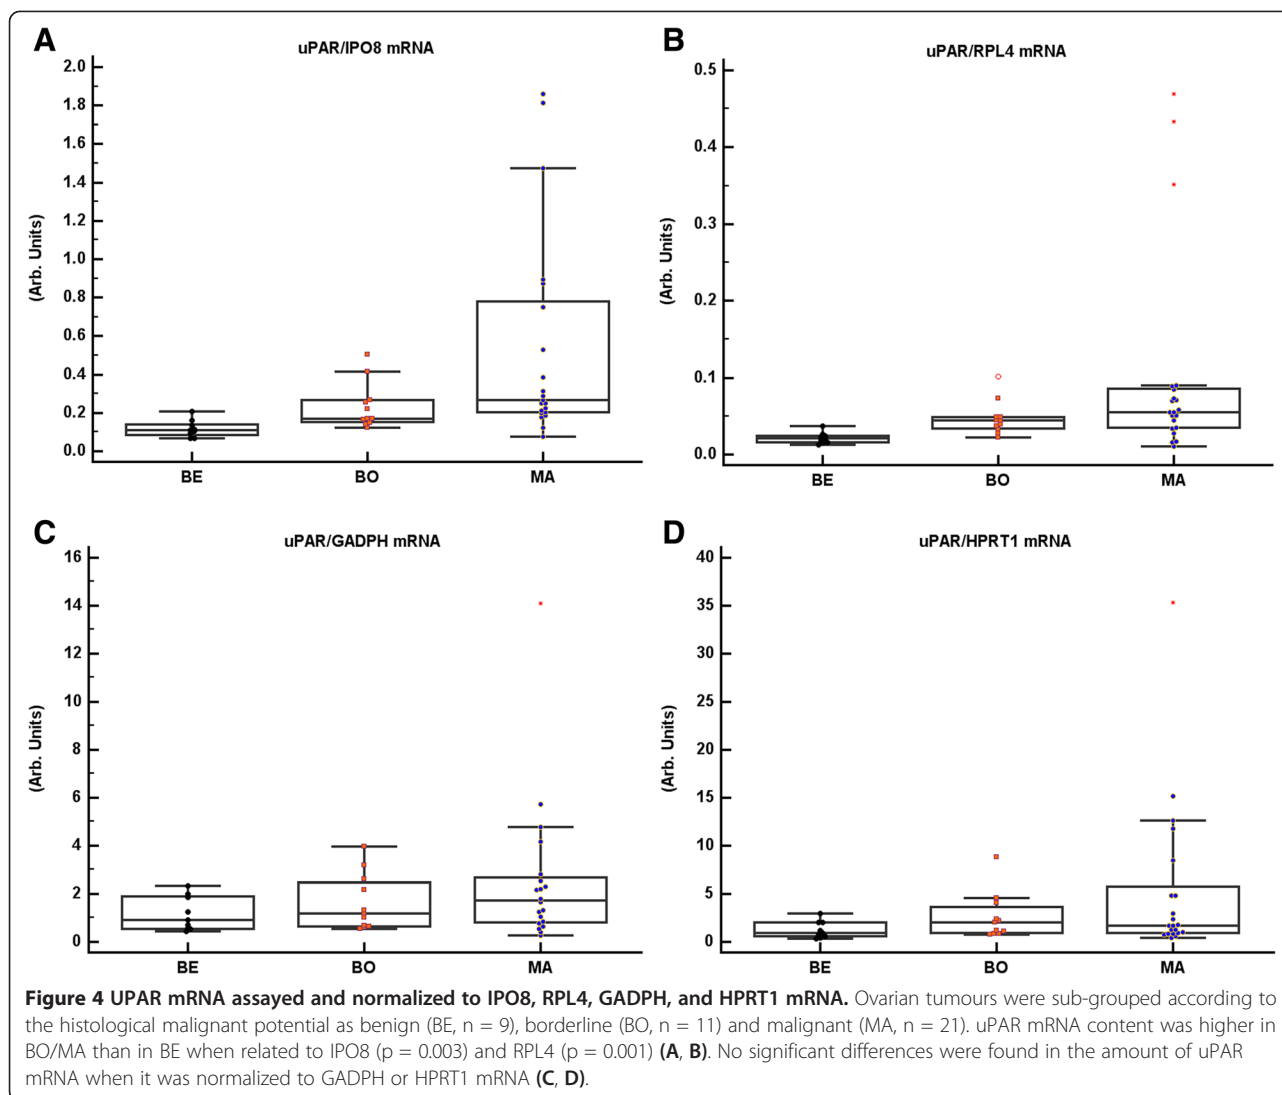 A
uPAR/IPO8 mRNA
2.0
1.8
1.6
1.4
1.2
1.0
0.8
0.6
0.4
0.2
0.0
(Arb. Units)
BE BO MA
B
uPAR/RPL4 mRNA
0.5
0.4
0.3
0.2
0.1
0.0
(Arb. Units)
BE BO MA
C
uPAR/GADPH mRNA
16
14
12
10
8
6
4
2
0
(Arb. Units)
BE BO MA
D
uPAR/HPRT1 mRNA
40
35
30
25
20
15
10
5
0
(Arb. Units)
BE BO MA
Figure 4 UPAR mRNA assayed and normalized to IPO8, RPL4, GADPH, and HPRT1 mRNA. Ovarian tumours were sub-grouped according to
the histological malignant potential as benign (BE, n = 9), borderline (BO, n = 11) and malignant (MA, n = 21). uPAR mRNA content was higher in
BO/MA than in BE when related to IPO8 (p = 0.003) and RPL4 (p = 0.001) (A, B). No significant differences were found in the amount of uPAR
mRNA when it was normalized to GADPH or HPRT1 mRNA (C, D).